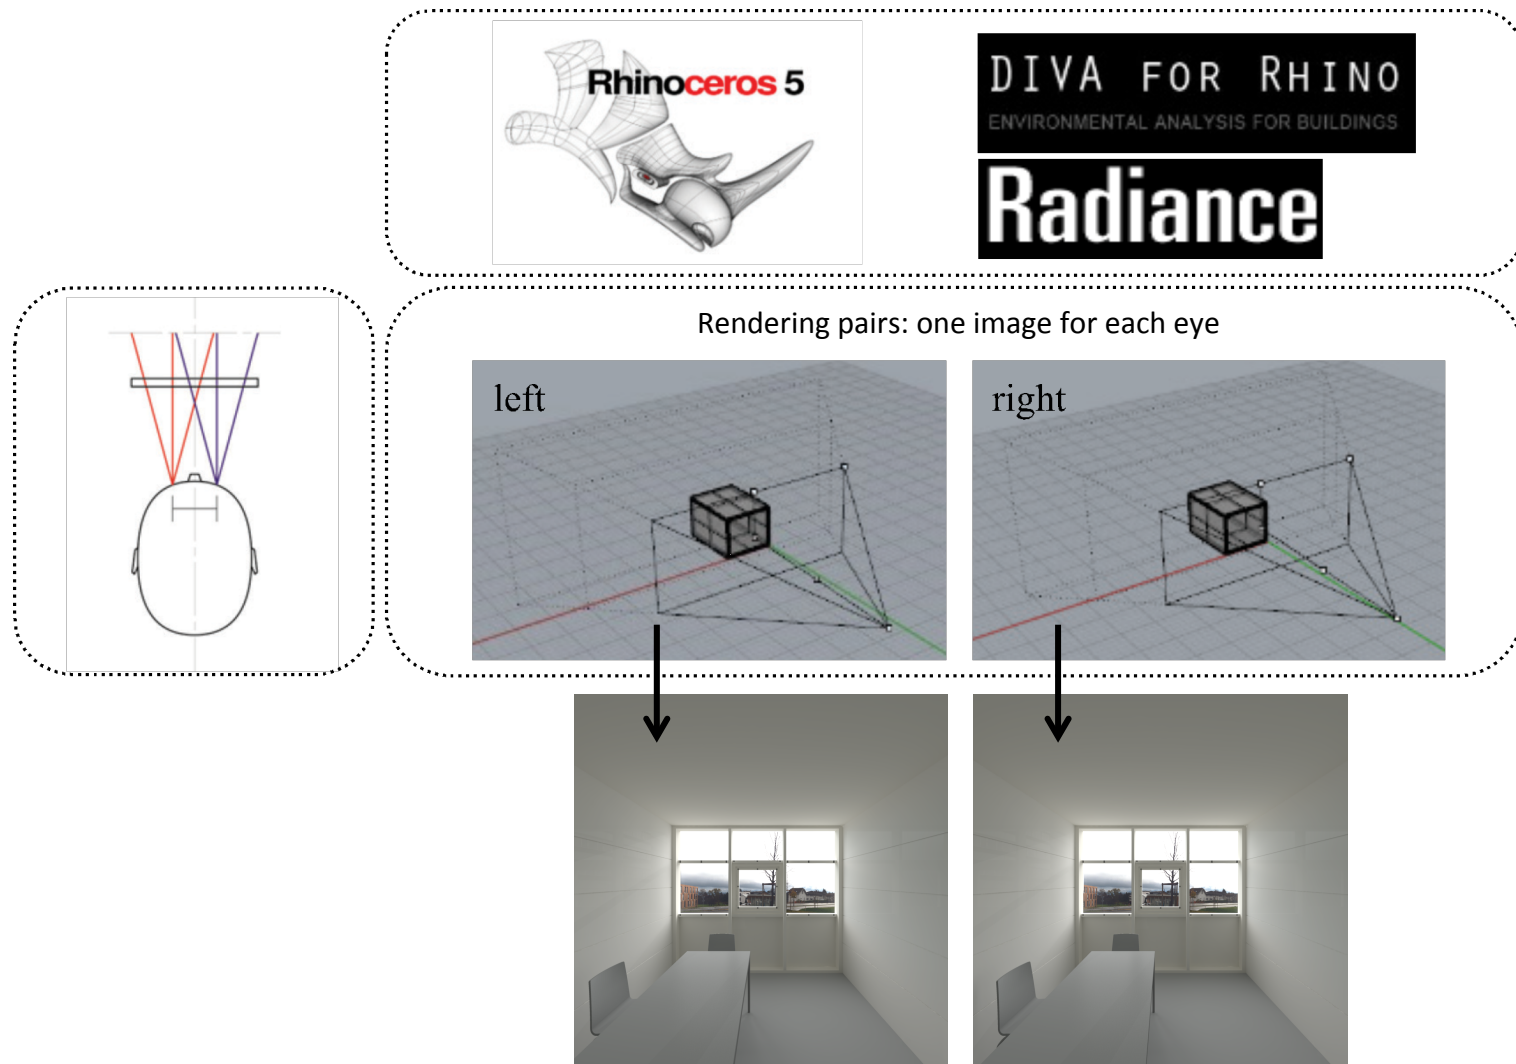 Rhinoceros 5
DIVA FOR RHINO
ENVIRONMENTAL ANALYSIS FOR BUILDINGS
Radiance
Rendering pairs: one image for each eye
left
right